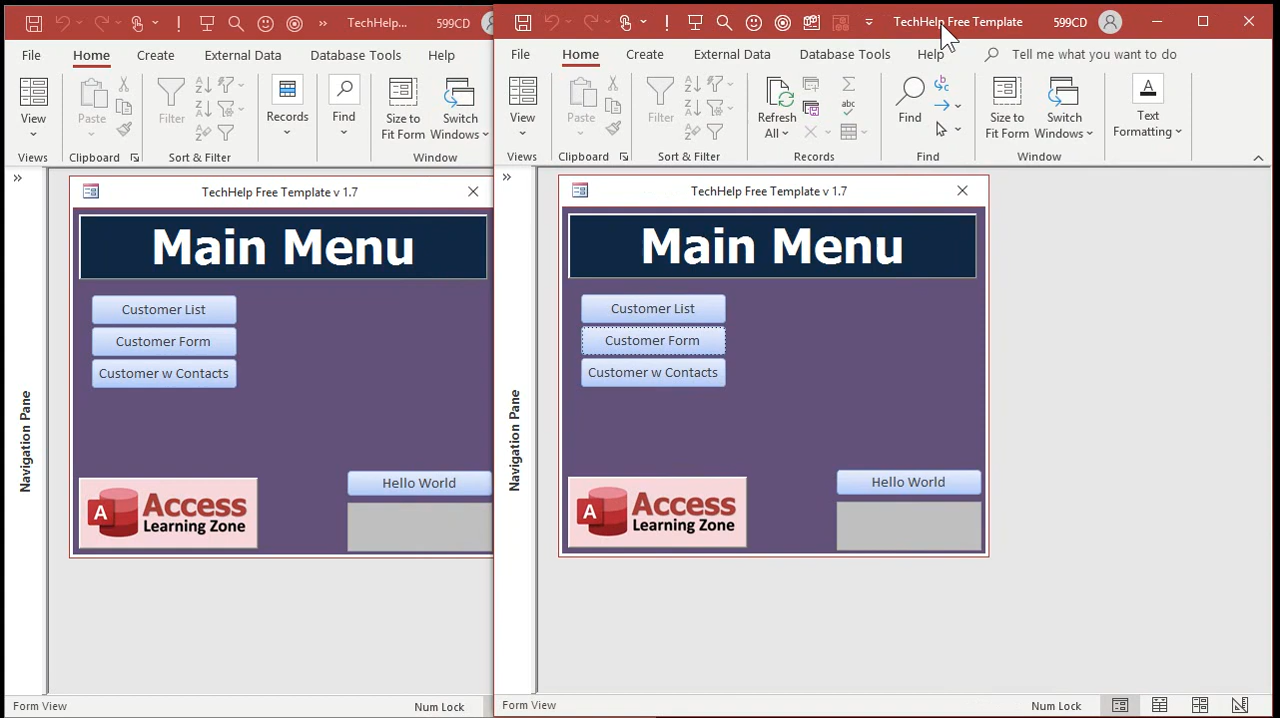 TechHelp...
599CD
File
Home
Create
External Data
Database Tools
Help
View
Paste
Filter
Records
Find
Size to
Fit Form
Switch
Windows
Views
Clipboard
Sort & Filter
Window
TechHelp Free Template v 1.7
Main Menu
Customer List
Customer Form
Customer w Contacts
Hello World
A Access
Learning Zone
Navigation Pane
Form View
Num Lock
TechHelp Free Template
599CD
File
Home
Create
External Data
Database Tools
Help
Tell me what you want to do
View
Paste
Filter
Refresh
All
Find
Size to
Fit Form
Switch
Windows
Text
Formatting
Views
Clipboard
Sort & Filter
Records
Find
Window
TechHelp Free Template v 1.7
Main Menu
Customer List
Customer Form
Customer w Contacts
Hello World
A Access
Learning Zone
Navigation Pane
Form View
Num Lock